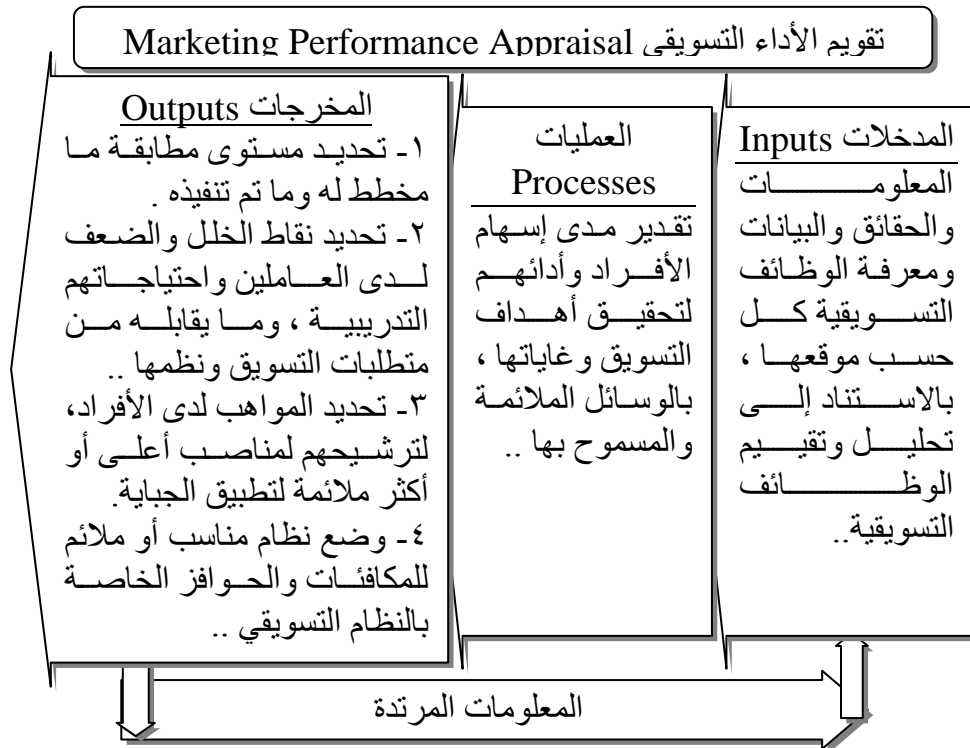 تقويم الأداء التسويقي Marketing Performance Appraisal
المدخلات Inputs
المعلومات
والحقائق والبيانات
ومعرفة الوظائف
التسويقية كل
حسب موقعها ،
بالاستناد إلى
تحليل وتقييم
الوظائف
التسويقية..
العمليات
Processes
تقدير مدى إسهام
الأفراد وأدائهم
لتحقيق أهداف
التسويق وغاياتها ،
بالوسائل الملائمة
والمسموح بها ..
المخرجات Outputs
١- تحديد مستوى مطابقة ما
مخطط له وما تم تنفيذه .
٢- تحديد نقاط الخلل والضعف
لدى العاملين واحتياجاتهم
التدريبية ، وما يقابله من
متطلبات التسويق ونظمها ..
٣- تحديد المواهب لدى الأفراد،
لترشيحهم لمناصب أعلى أو
أكثر ملائمة لتطبيق الجباية.
٤- وضع نظام مناسب أو ملائم
للمكافئات والحوافز الخاصة
بالنظام التسويقي ..
المعلومات المرتدة